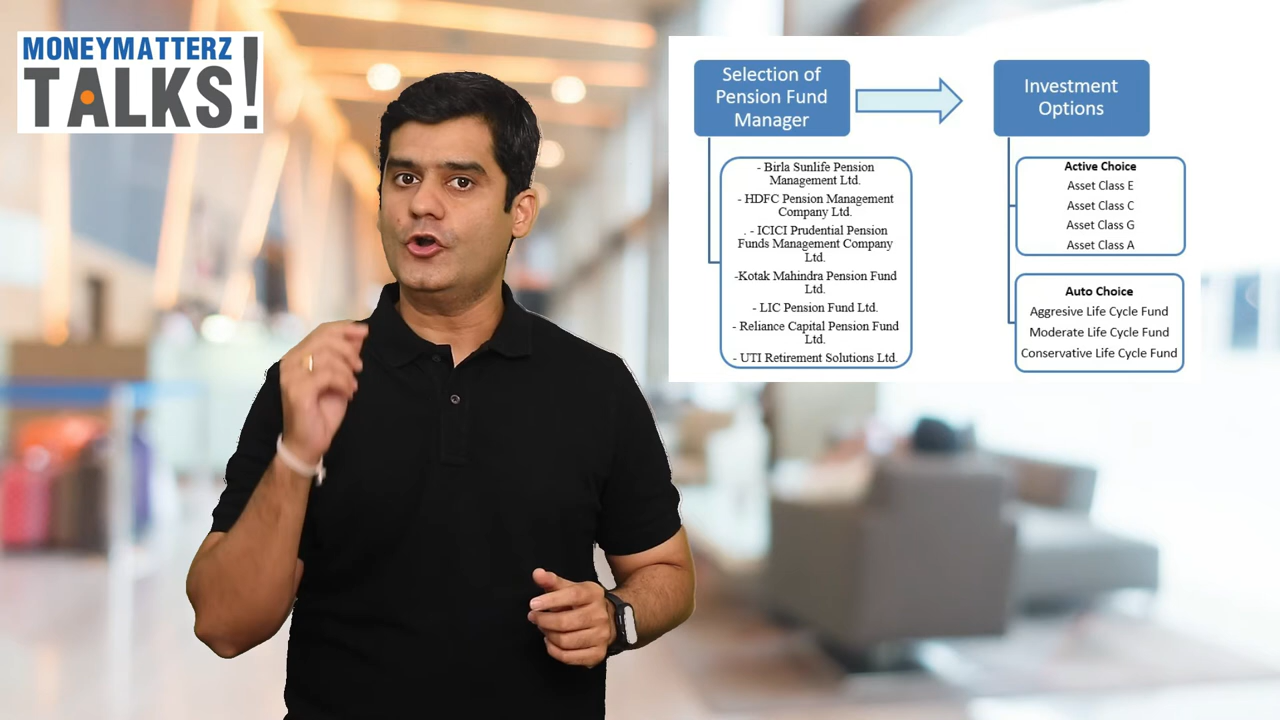 MONEYMATTERZ
TALKS!
Selection of
Pension Fund
Manager
- Birla Sunlife Pension
Management Ltd.
- HDFC Pension Management
Company Ltd.
. - ICICI Prudential Pension
Funds Management Company
Ltd.
-Kotak Mahindra Pension Fund
Ltd.
- LIC Pension Fund Ltd.
- Reliance Capital Pension Fund
Ltd.
- UTI Retirement Solutions Ltd.
Investment
Options
Active Choice
Asset Class E
Asset Class C
Asset Class G
Asset Class A
Auto Choice
Aggresive Life Cycle Fund
Moderate Life Cycle Fund
Conservative Life Cycle Fund